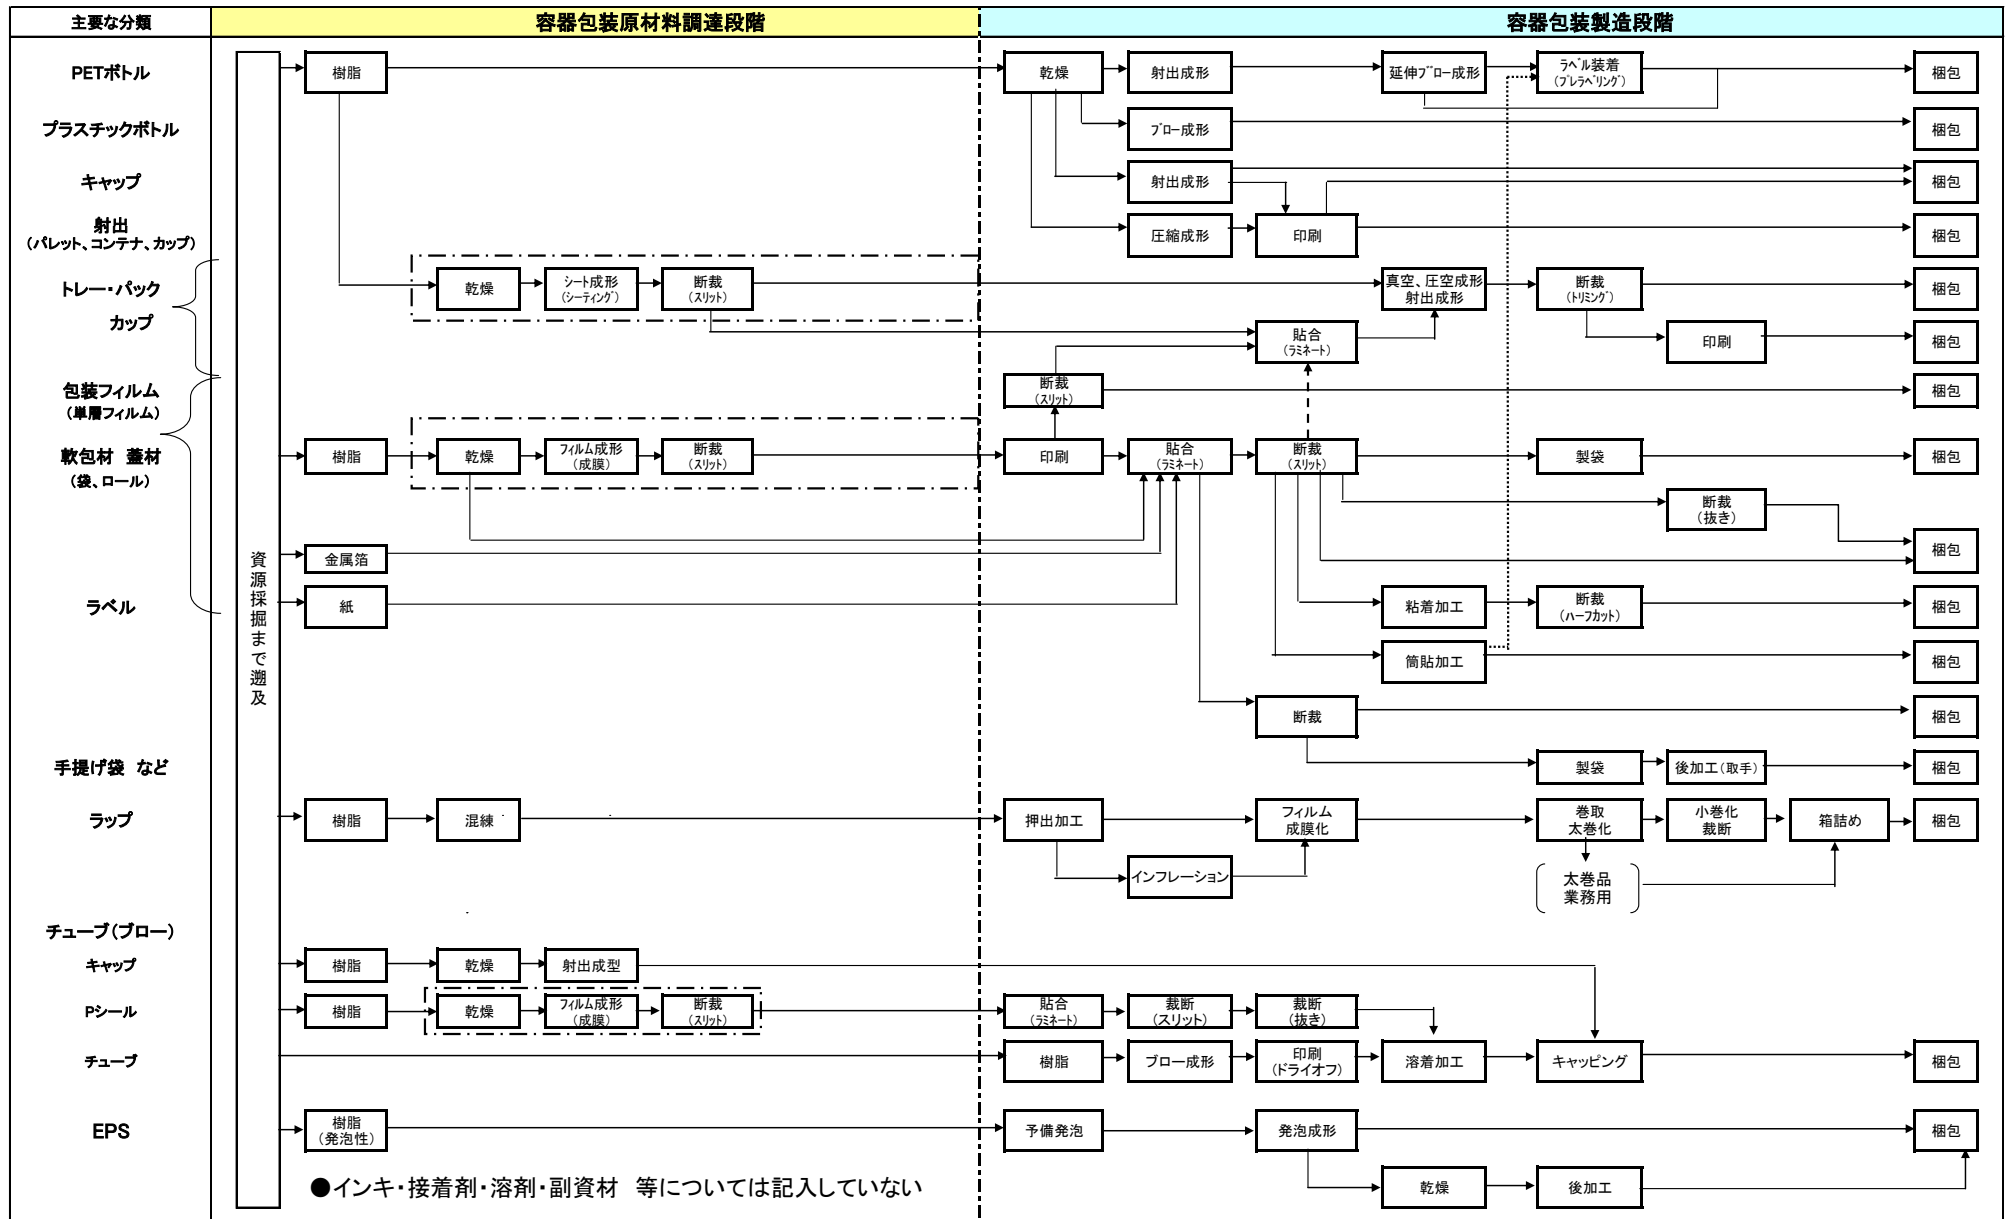 主要な分類
容器包装原材料調達段階
容器包装製造段階
PETボトル
樹脂
乾燥
射出成形
延伸ﾌﾞﾛｰ成形
ﾗﾍﾞﾙ装着
(ﾌﾟﾚﾗﾍﾞﾘﾝｸﾞ)
梱包
プラスチックボトル
ﾌﾞﾛｰ成形
梱包
キャップ
射出成形
梱包
射出
(パレット、コンテナ、カップ)
圧縮成形
印刷
梱包
トレー・パック
カップ
乾燥
ｼｰﾄ成形
(ｼｰﾃｨﾝｸﾞ)
断裁
(ｽﾘｯﾄ)
真空、圧空成形
射出成形
断裁
(ﾄﾘﾐﾝｸﾞ)
梱包
貼合
(ﾗﾐﾈｰﾄ)
印刷
梱包
包装フィルム
(単層フィルム)
断裁
(ｽﾘｯﾄ)
梱包
軟包材　蓋材
(袋、ロール)
樹脂
乾燥
ﾌｨﾙﾑ成形
(成膜)
断裁
(ｽﾘｯﾄ)
印刷
貼合
(ﾗﾐﾈｰﾄ)
断裁
(ｽﾘｯﾄ)
製袋
梱包
断裁
(抜き)
梱包
資源採掘まで遡及
金属箔
ラベル
紙
粘着加工
断裁
(ﾊｰﾌｶｯﾄ)
梱包
筒貼加工
梱包
断裁
梱包
手提げ袋　など
製袋
後加工(取手)
梱包
ラップ
樹脂
混練
押出加工
フィルム
成膜化
巻取
太巻化
小巻化
裁断
箱詰め
梱包
インフレーション
太巻品
業務用
チューブ(ブロー)
キャップ
樹脂
乾燥
射出成型
Pシール
樹脂
乾燥
ﾌｨﾙﾑ成形
(成膜)
断裁
(ｽﾘｯﾄ)
貼合
(ﾗﾐﾈｰﾄ)
裁断
(スリット)
裁断
(抜き)
チューブ
樹脂
ブロー成形
印刷
(ドライオフ)
溶着加工
キャッピング
梱包
EPS
樹脂
(発泡性)
予備発泡
発泡成形
梱包
乾燥
後加工
●インキ・接着剤・溶剤・副資材　等については記入していない